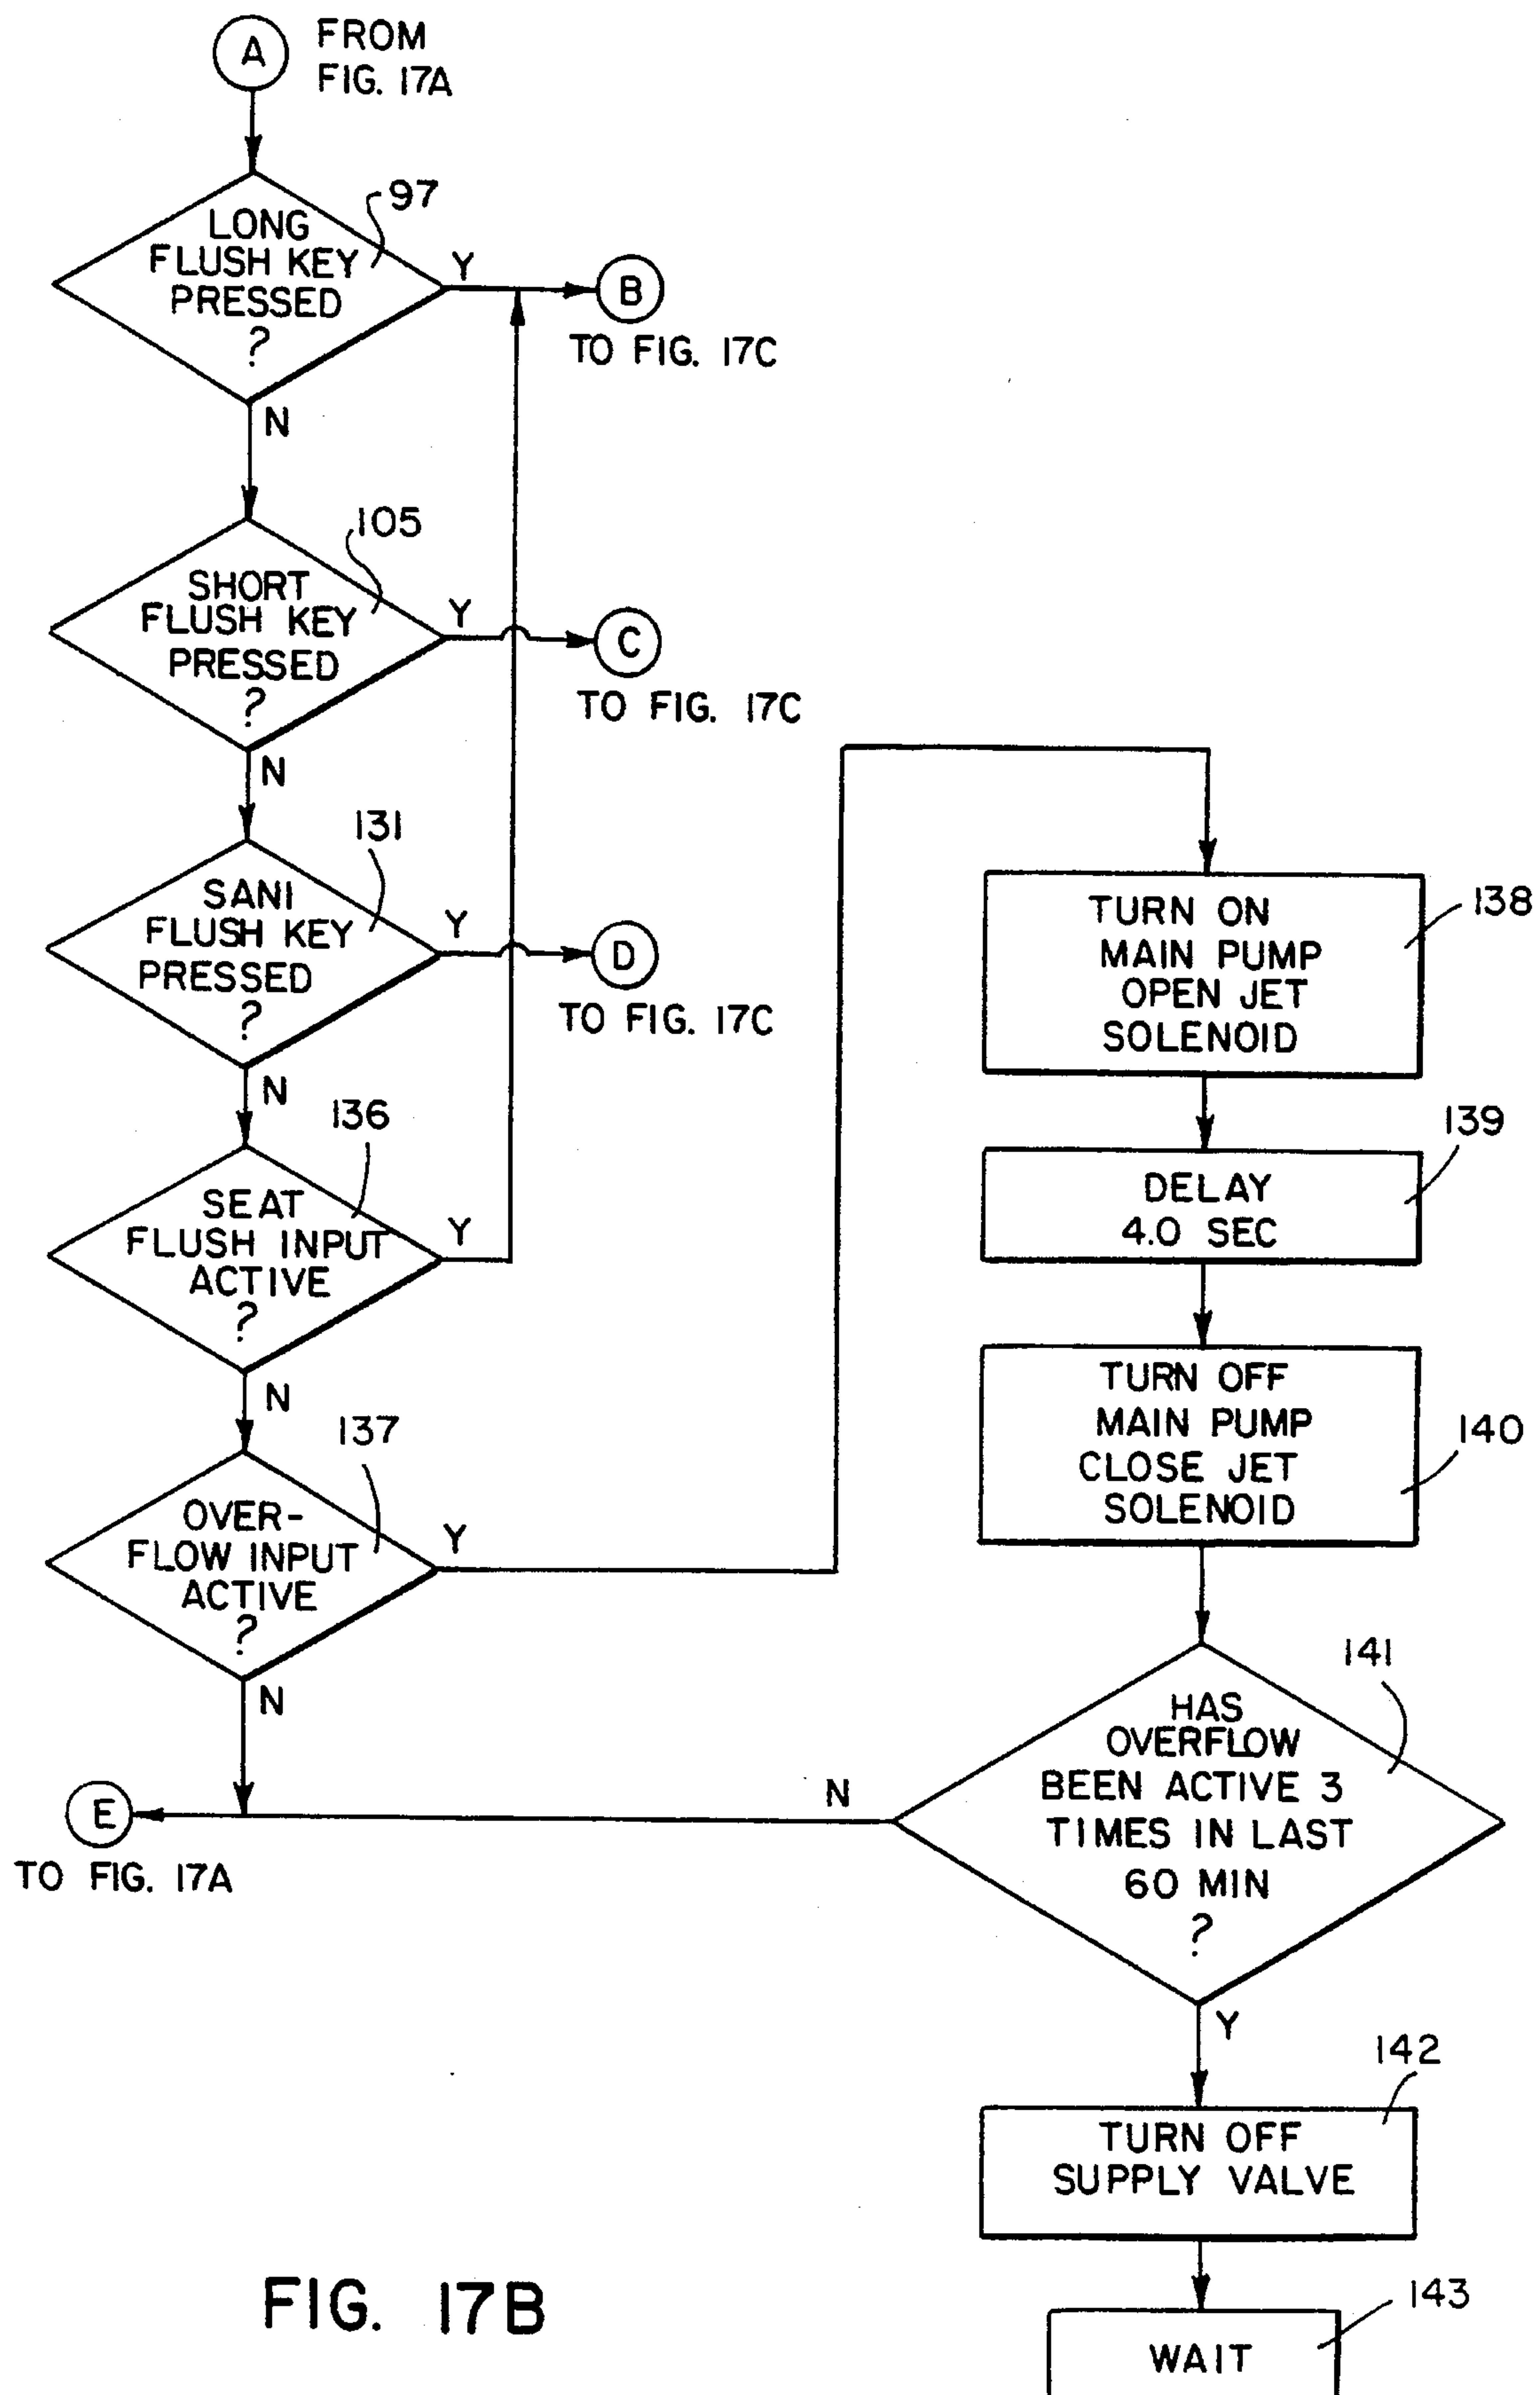 A
FROM
FIG. 17A
97
LONG
FLUSH KEY
PRESSED
?
Y
B
TO FIG. 17C
N
105
SHORT
FLUSH KEY
PRESSED
?
Y
C
TO FIG. 17C
N
131
SANI
FLUSH KEY
PRESSED
?
Y
D
TO FIG. 17C
N
136
SEAT
FLUSH INPUT
ACTIVE
?
Y
N
137
OVER-
FLOW INPUT
ACTIVE
?
Y
N
E
TO FIG. 17A
138
TURN ON
MAIN PUMP
OPEN JET
SOLENOID
139
DELAY
4.0 SEC
140
TURN OFF
MAIN PUMP
CLOSE JET
SOLENOID
141
HAS
OVERFLOW
BEEN ACTIVE 3
TIMES IN LAST
60 MIN
?
N
Y
142
TURN OFF
SUPPLY VALVE
143
WAIT
FIG. 17B